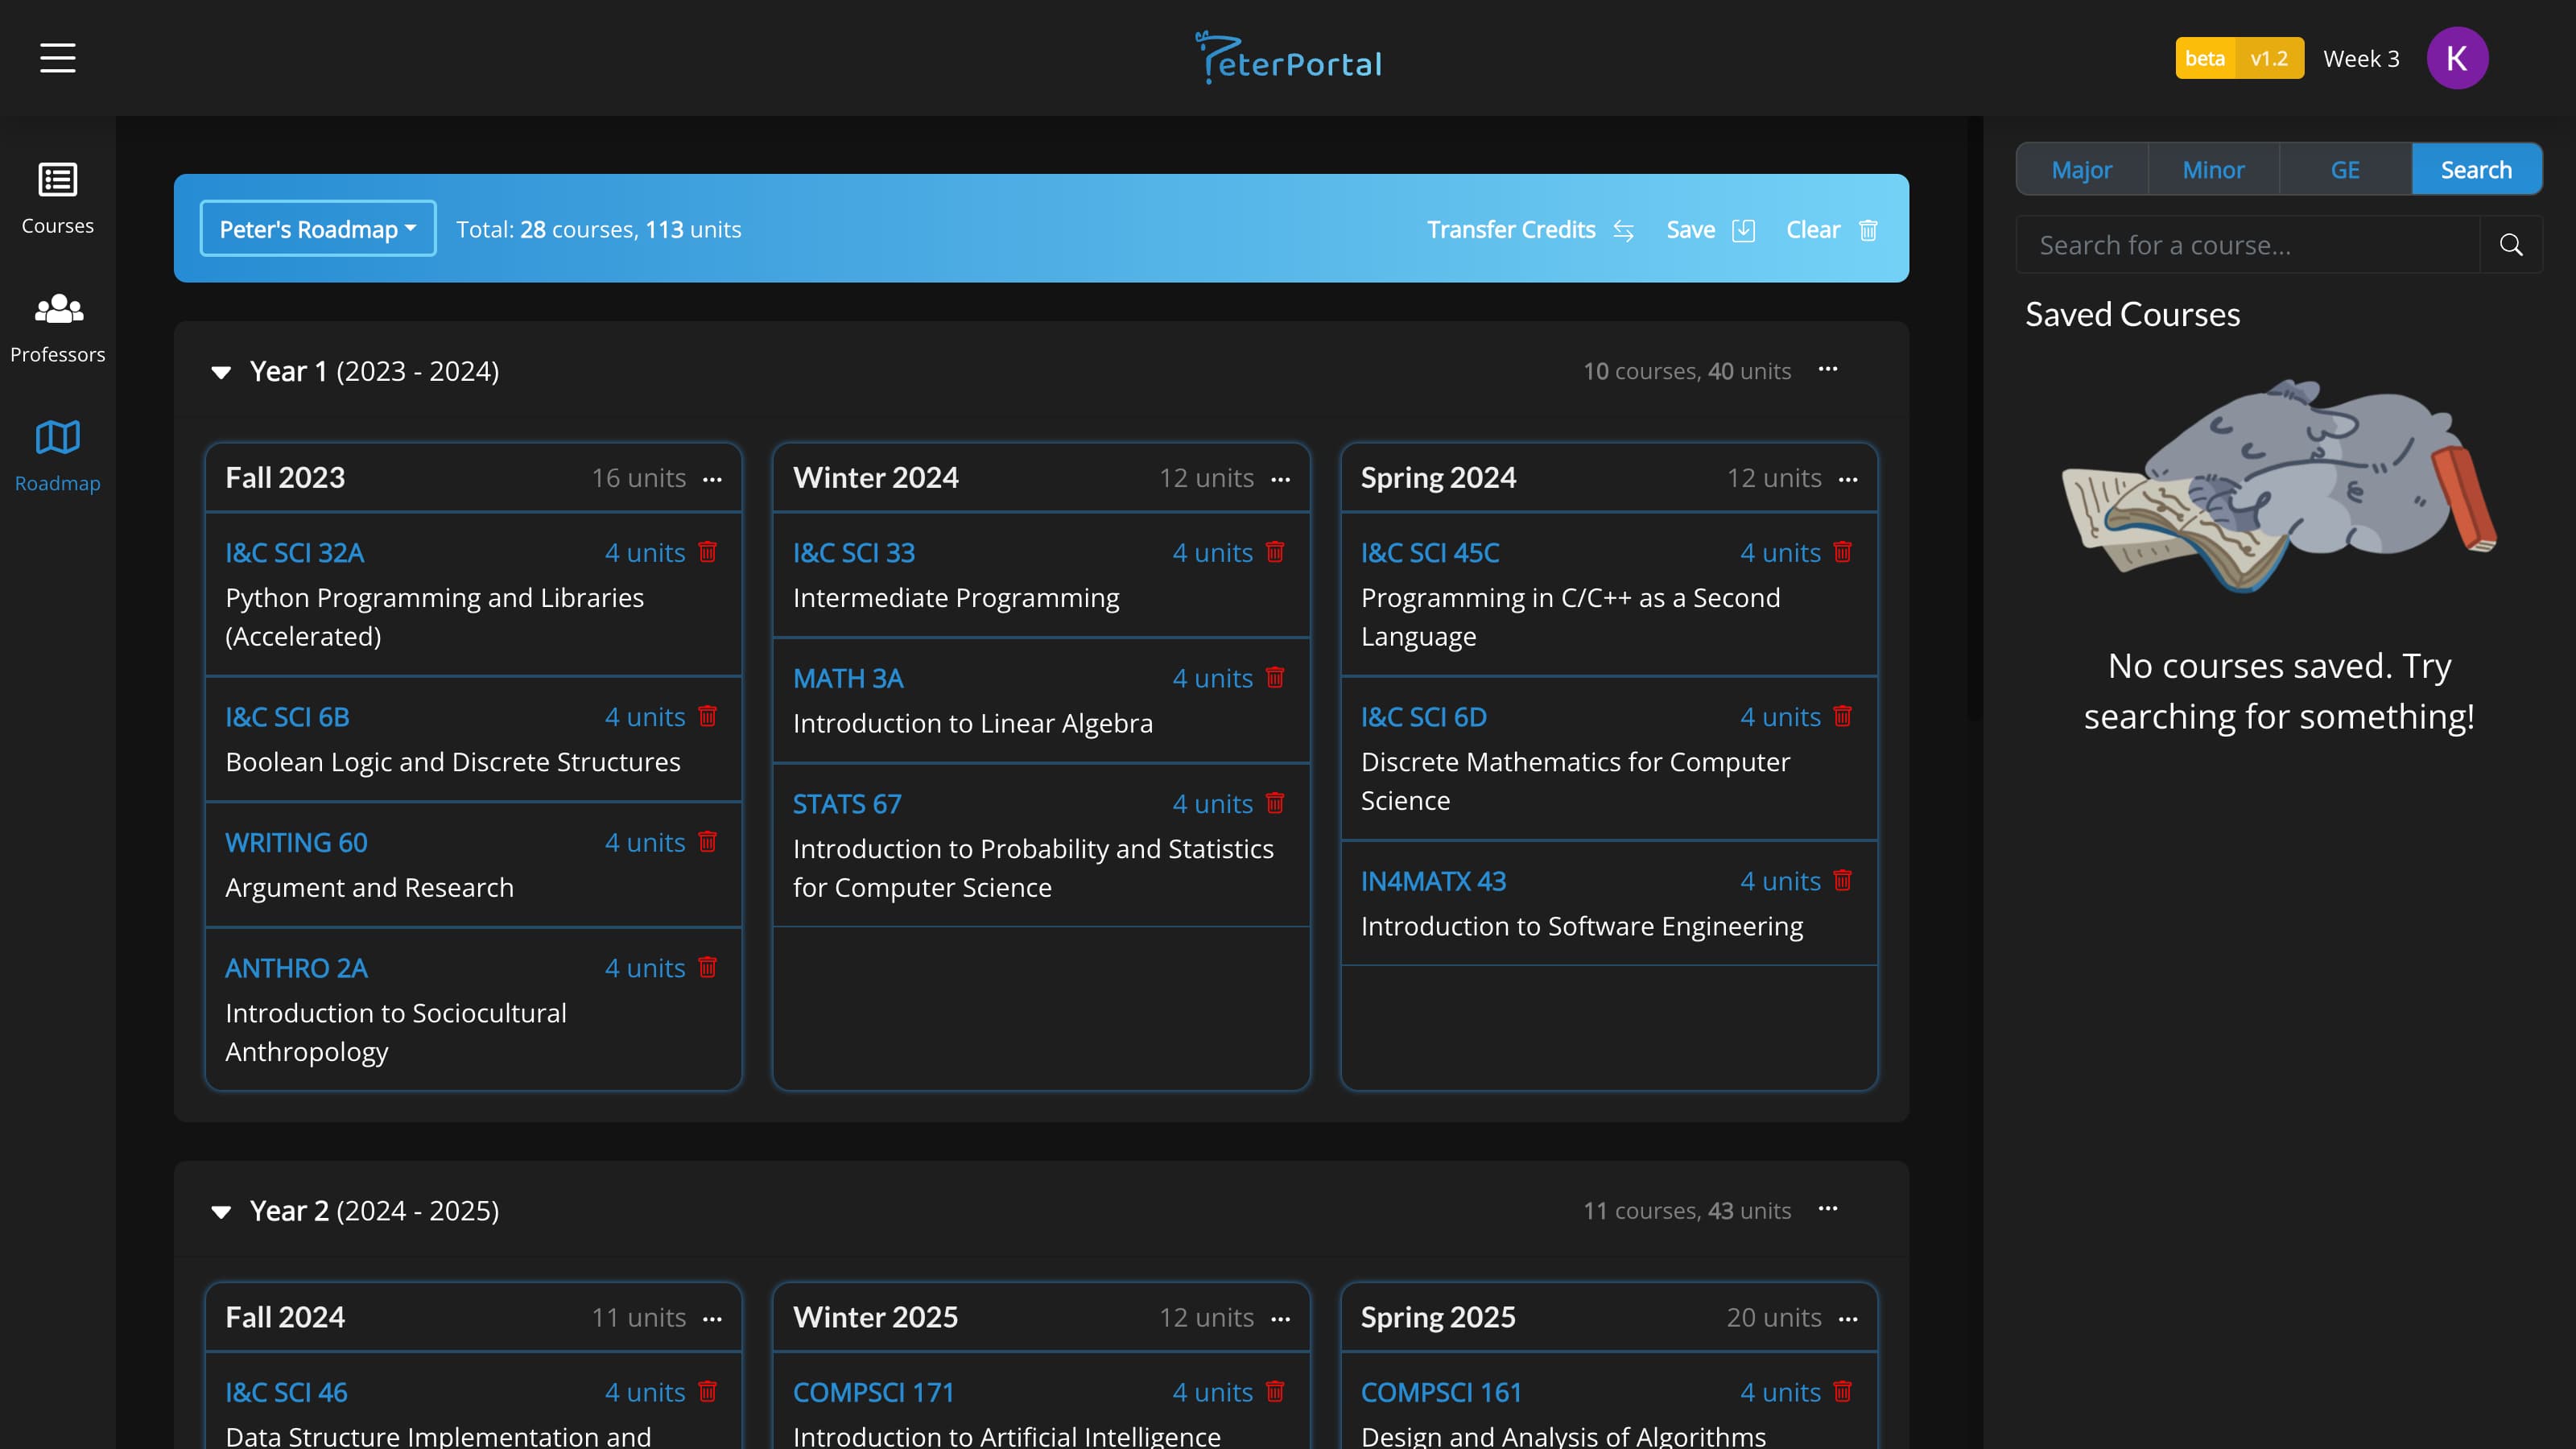 PeterPortal
beta v1.2 Week 3 K
Courses
Professors
Roadmap
Peter's Roadmap Total: 28 courses, 113 units Transfer Credits Save Clear
Year 1 (2023 - 2024) 10 courses, 40 units
Fall 2023 16 units ...
I&C SCI 32A 4 units
Python Programming and Libraries
(Accelerated)
I&C SCI 6B 4 units
Boolean Logic and Discrete Structures
WRITING 60 4 units
Argument and Research
ANTHRO 2A 4 units
Introduction to Sociocultural
Anthropology
Winter 2024 12 units ...
I&C SCI 33 4 units
Intermediate Programming
MATH 3A 4 units
Introduction to Linear Algebra
STATS 67 4 units
Introduction to Probability and Statistics
for Computer Science
Spring 2024 12 units ...
I&C SCI 45C 4 units
Programming in C/C++ as a Second
Language
I&C SCI 6D 4 units
Discrete Mathematics for Computer
Science
IN4MATX 43 4 units
Introduction to Software Engineering
Year 2 (2024 - 2025) 11 courses, 43 units ...
Fall 2024 11 units ...
I&C SCI 46 4 units
Data Structure Implementation and
Winter 2025 12 units ...
COMPSCI 171 4 units
Introduction to Artificial Intelligence
Spring 2025 20 units ...
COMPSCI 161 4 units
Design and Analysis of Algorithms
Major Minor GE Search
Search for a course...
Saved Courses
No courses saved. Try
searching for something!